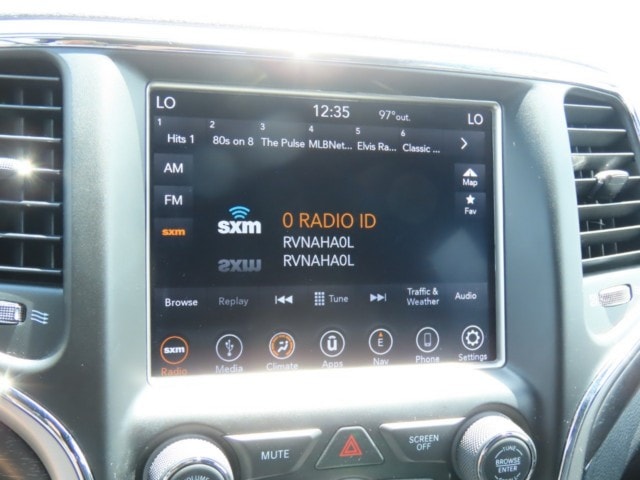 LO
12:35
97°out.
LO
1
2
3
4
5
6
Hits 1
80s on 8
The Pulse
MLBNet...
Elvis Ra...
Classic ...
AM
FM
sxm
Map
Fav
sxm
0 RADIO ID
RVNAHA0L
RVNAHA0L
Browse
Replay
Tune
Traffic &
Weather
Audio
sxm
E
Radio
Media
Climate
Apps
Nav
Phone
Settings
MUTE
SCREEN
OFF
VOLUME
TUNE
BROWSE
ENTER